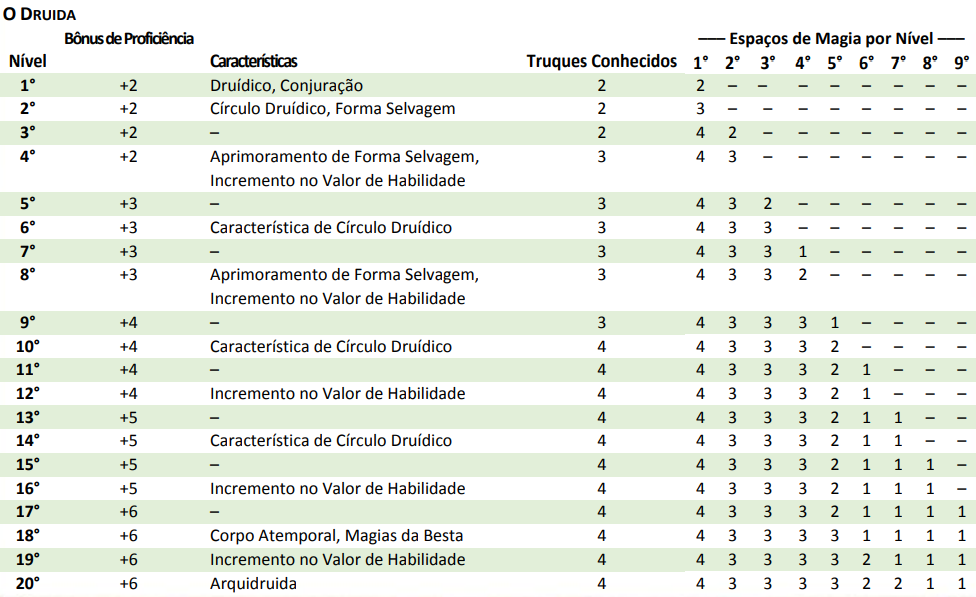 O DRUIDA
Bônus de Proficiência ––– Espaços de Magia por Nível –––
Nível Características Truques Conhecidos 1° 2° 3° 4° 5° 6° 7° 8° 9°
1° +2 Druídico, Conjuração 2 2 – – – – – – – –
2° +2 Círculo Druídico, Forma Selvagem 2 3 – – – – – – – –
3° +2 – 2 4 2 – – – – – – –
4° +2 Aprimoramento de Forma Selvagem, 3 4 3 – – – – – – –
Incremento no Valor de Habilidade
5° +3 – 3 4 3 2 – – – – – –
6° +3 Característica de Círculo Druídico 3 4 3 3 – – – – – –
7° +3 – 3 4 3 3 1 – – – – –
8° +3 Aprimoramento de Forma Selvagem, 3 4 3 3 2 – – – – –
Incremento no Valor de Habilidade
9° +4 – 3 4 3 3 3 1 – – – –
10° +4 Característica de Círculo Druídico 4 4 3 3 3 2 – – – –
11° +4 – 4 4 3 3 3 2 1 – – –
12° +4 Incremento no Valor de Habilidade 4 4 3 3 3 2 1 – – –
13° +5 – 4 4 3 3 3 2 1 1 – –
14° +5 Característica de Círculo Druídico 4 4 3 3 3 2 1 1 – –
15° +5 – 4 4 3 3 3 2 1 1 1 –
16° +5 Incremento no Valor de Habilidade 4 4 3 3 3 2 1 1 1 –
17° +6 – 4 4 3 3 3 2 1 1 1 1
18° +6 Corpo Atemporal, Magias da Besta 4 4 3 3 3 3 1 1 1 1
19° +6 Incremento no Valor de Habilidade 4 4 3 3 3 3 2 1 1 1
20° +6 Arquidruida 4 4 3 3 3 3 2 2 1 1